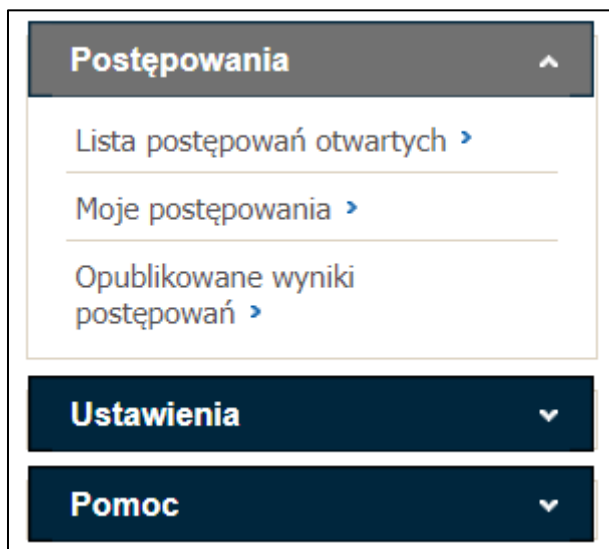 Postępowania
Lista postępowań otwartych
Moje postępowania
Opublikowane wyniki
postępowań
Ustawienia
Pomoc